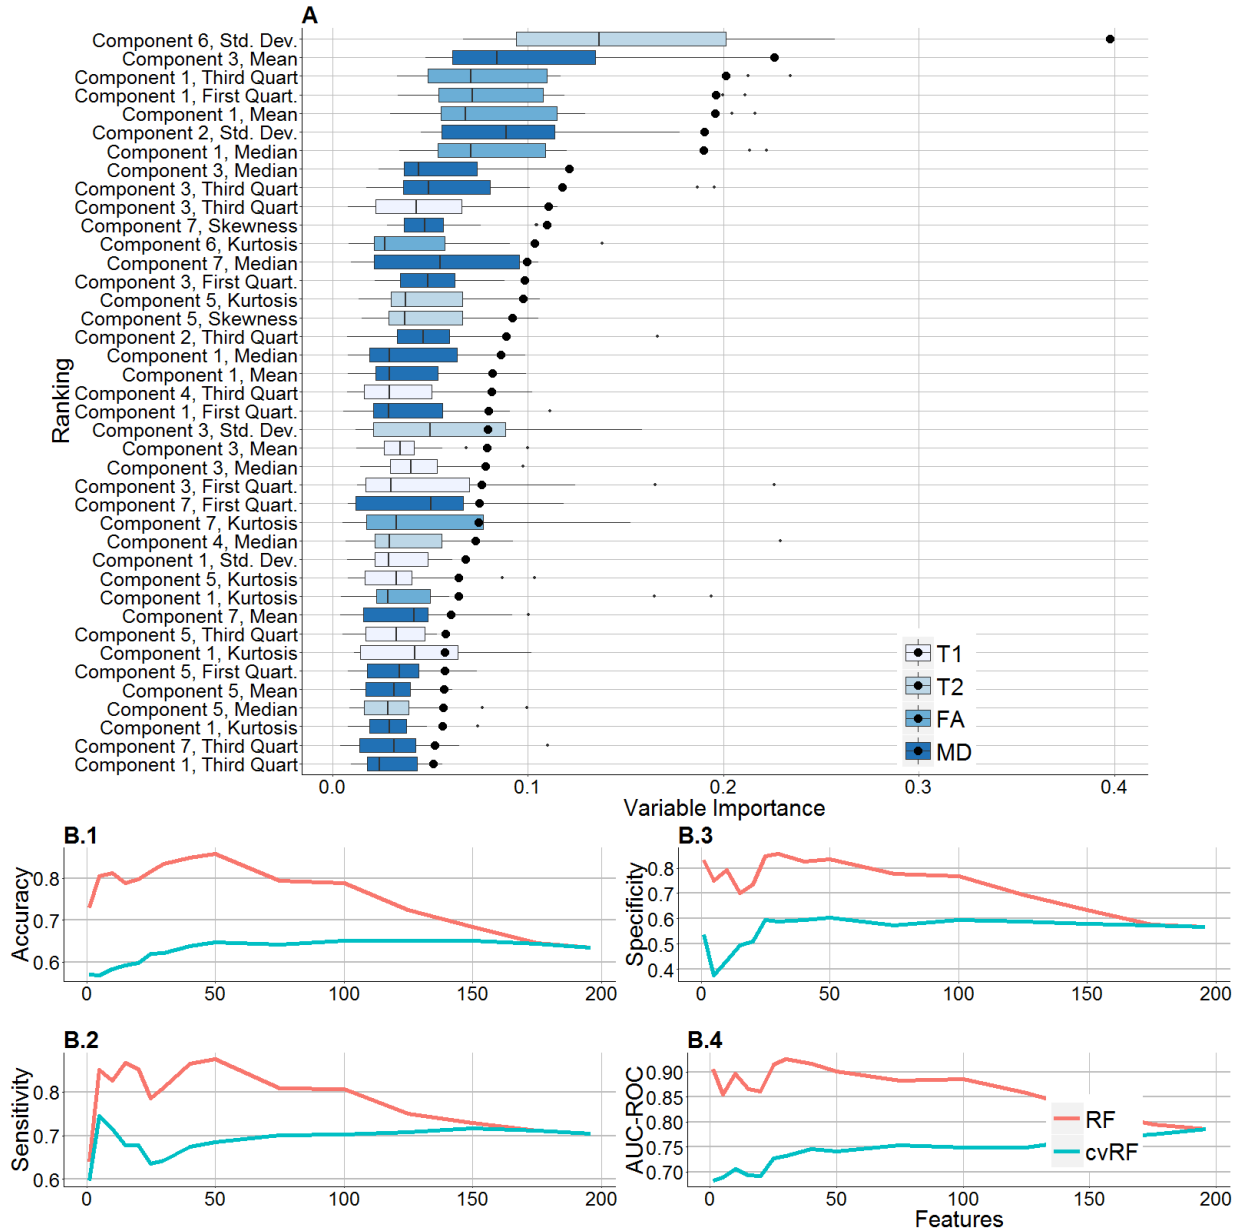 A
Component 6, Std. Dev.
Component 3, Mean
Component 1, Third Quart
Component 1, First Quart.
Component 1, Mean
Component 2, Std. Dev.
Component 1, Median
Component 3, Median
Component 3, Third Quart
Component 3, Third Quart
Component 7, Skewness
Component 6, Kurtosis
Component 7, Median
Component 3, First Quart.
Component 5, Kurtosis
Component 5, Skewness
Component 2, Third Quart
Component 1, Median
Component 1, Mean
Component 4, Third Quart
Component 1, First Quart.
Component 3, Std. Dev.
Component 3, Mean
Component 3, Median
Component 3, First Quart.
Component 7, First Quart.
Component 7, Kurtosis
Component 4, Median
Component 1, Std. Dev.
Component 5, Kurtosis
Component 1, Kurtosis
Component 7, Mean
Component 5, Third Quart
Component 1, Kurtosis
Component 5, First Quart.
Component 5, Mean
Component 5, Median
Component 1, Kurtosis
Component 7, Third Quart
Component 1, Third Quart
Ranking
T1
T2
FA
MD
0.0 0.1 0.2 0.3 0.4
Variable Importance
B.1
Accuracy
0.8
0.7
0.6
0 50 100 150 200
B.3
Specificity
0.8
0.7
0.6
0.5
0.4
0 50 100 150 200
B.2
Sensitivity
0.8
0.7
0.6
0 50 100 150 200
B.4
AUC-ROC
0.90
0.85
0.80
0.75
0.70
RF
cvRF
0 50 100 150 200
Features